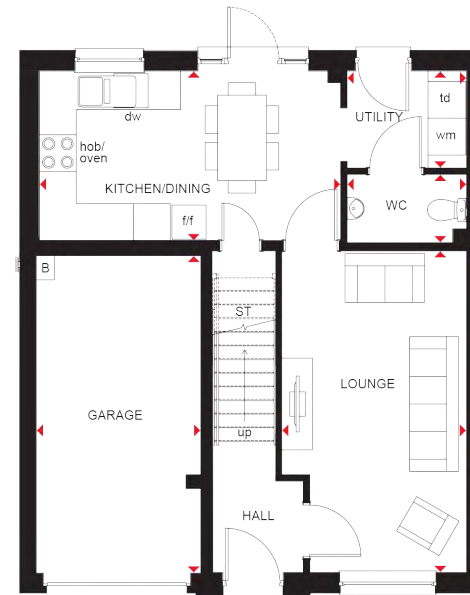 td
UTILITY
dw
wm
hob/
oven
KITCHEN/DINING
WC
f/f
B
ST
LOUNGE
GARAGE
up
HALL